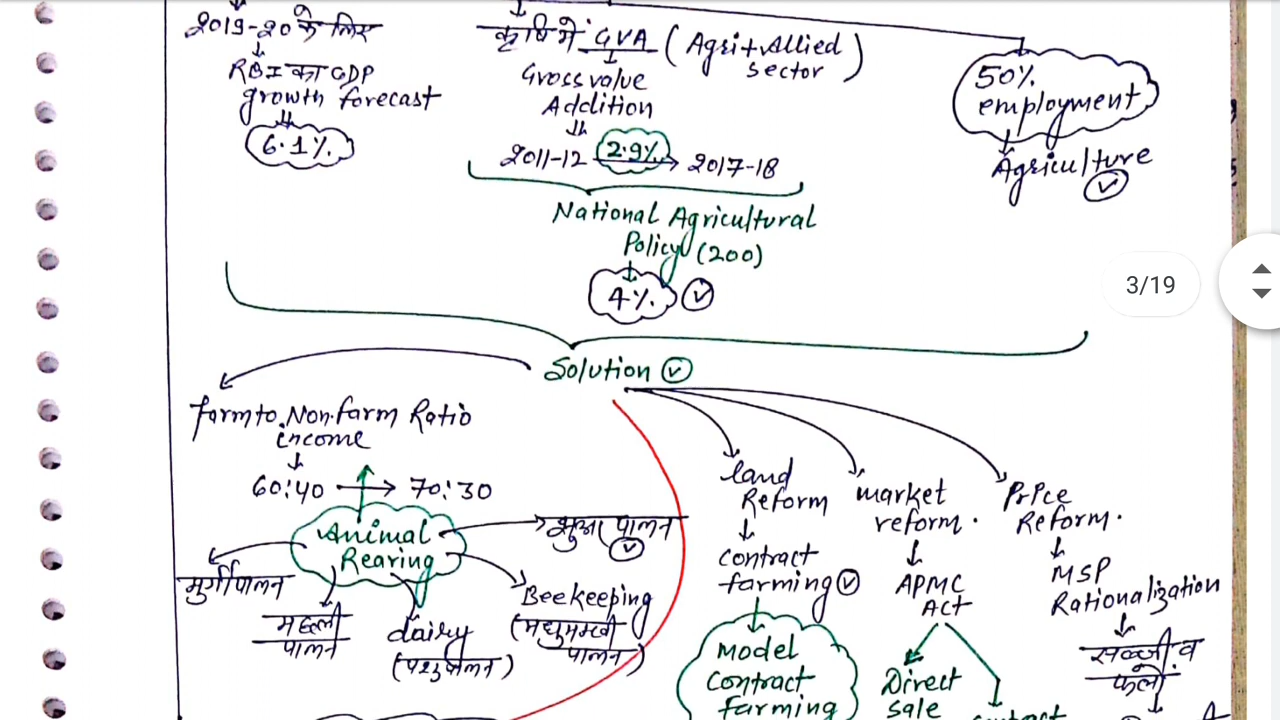 2019-20 के लिए
RBI का GDP
growth forecast
6.1%
कृषि में GVA (Agri+Allied
sector)
Gross value
Addition
2011-12 2.9% 2017-18
50%
employment
Agriculture
National Agricultural
Policy (200)
4%
3/19
Solution
farm to Non-farm Ratio
income
60:40 → 70:30
Animal
Rearing
मुर्गीपालन
मछली
पालन
dairy
(पशुपालन)
Beekeeping
(मधुमक्खी
पालन)
पालन
land
Reform
contract
farming
model
contract
farming
market
reform.
APMC
ACT
Direct
sale
contract
Price
Reform.
MSP
Rationalization
सब्जी व
फलों